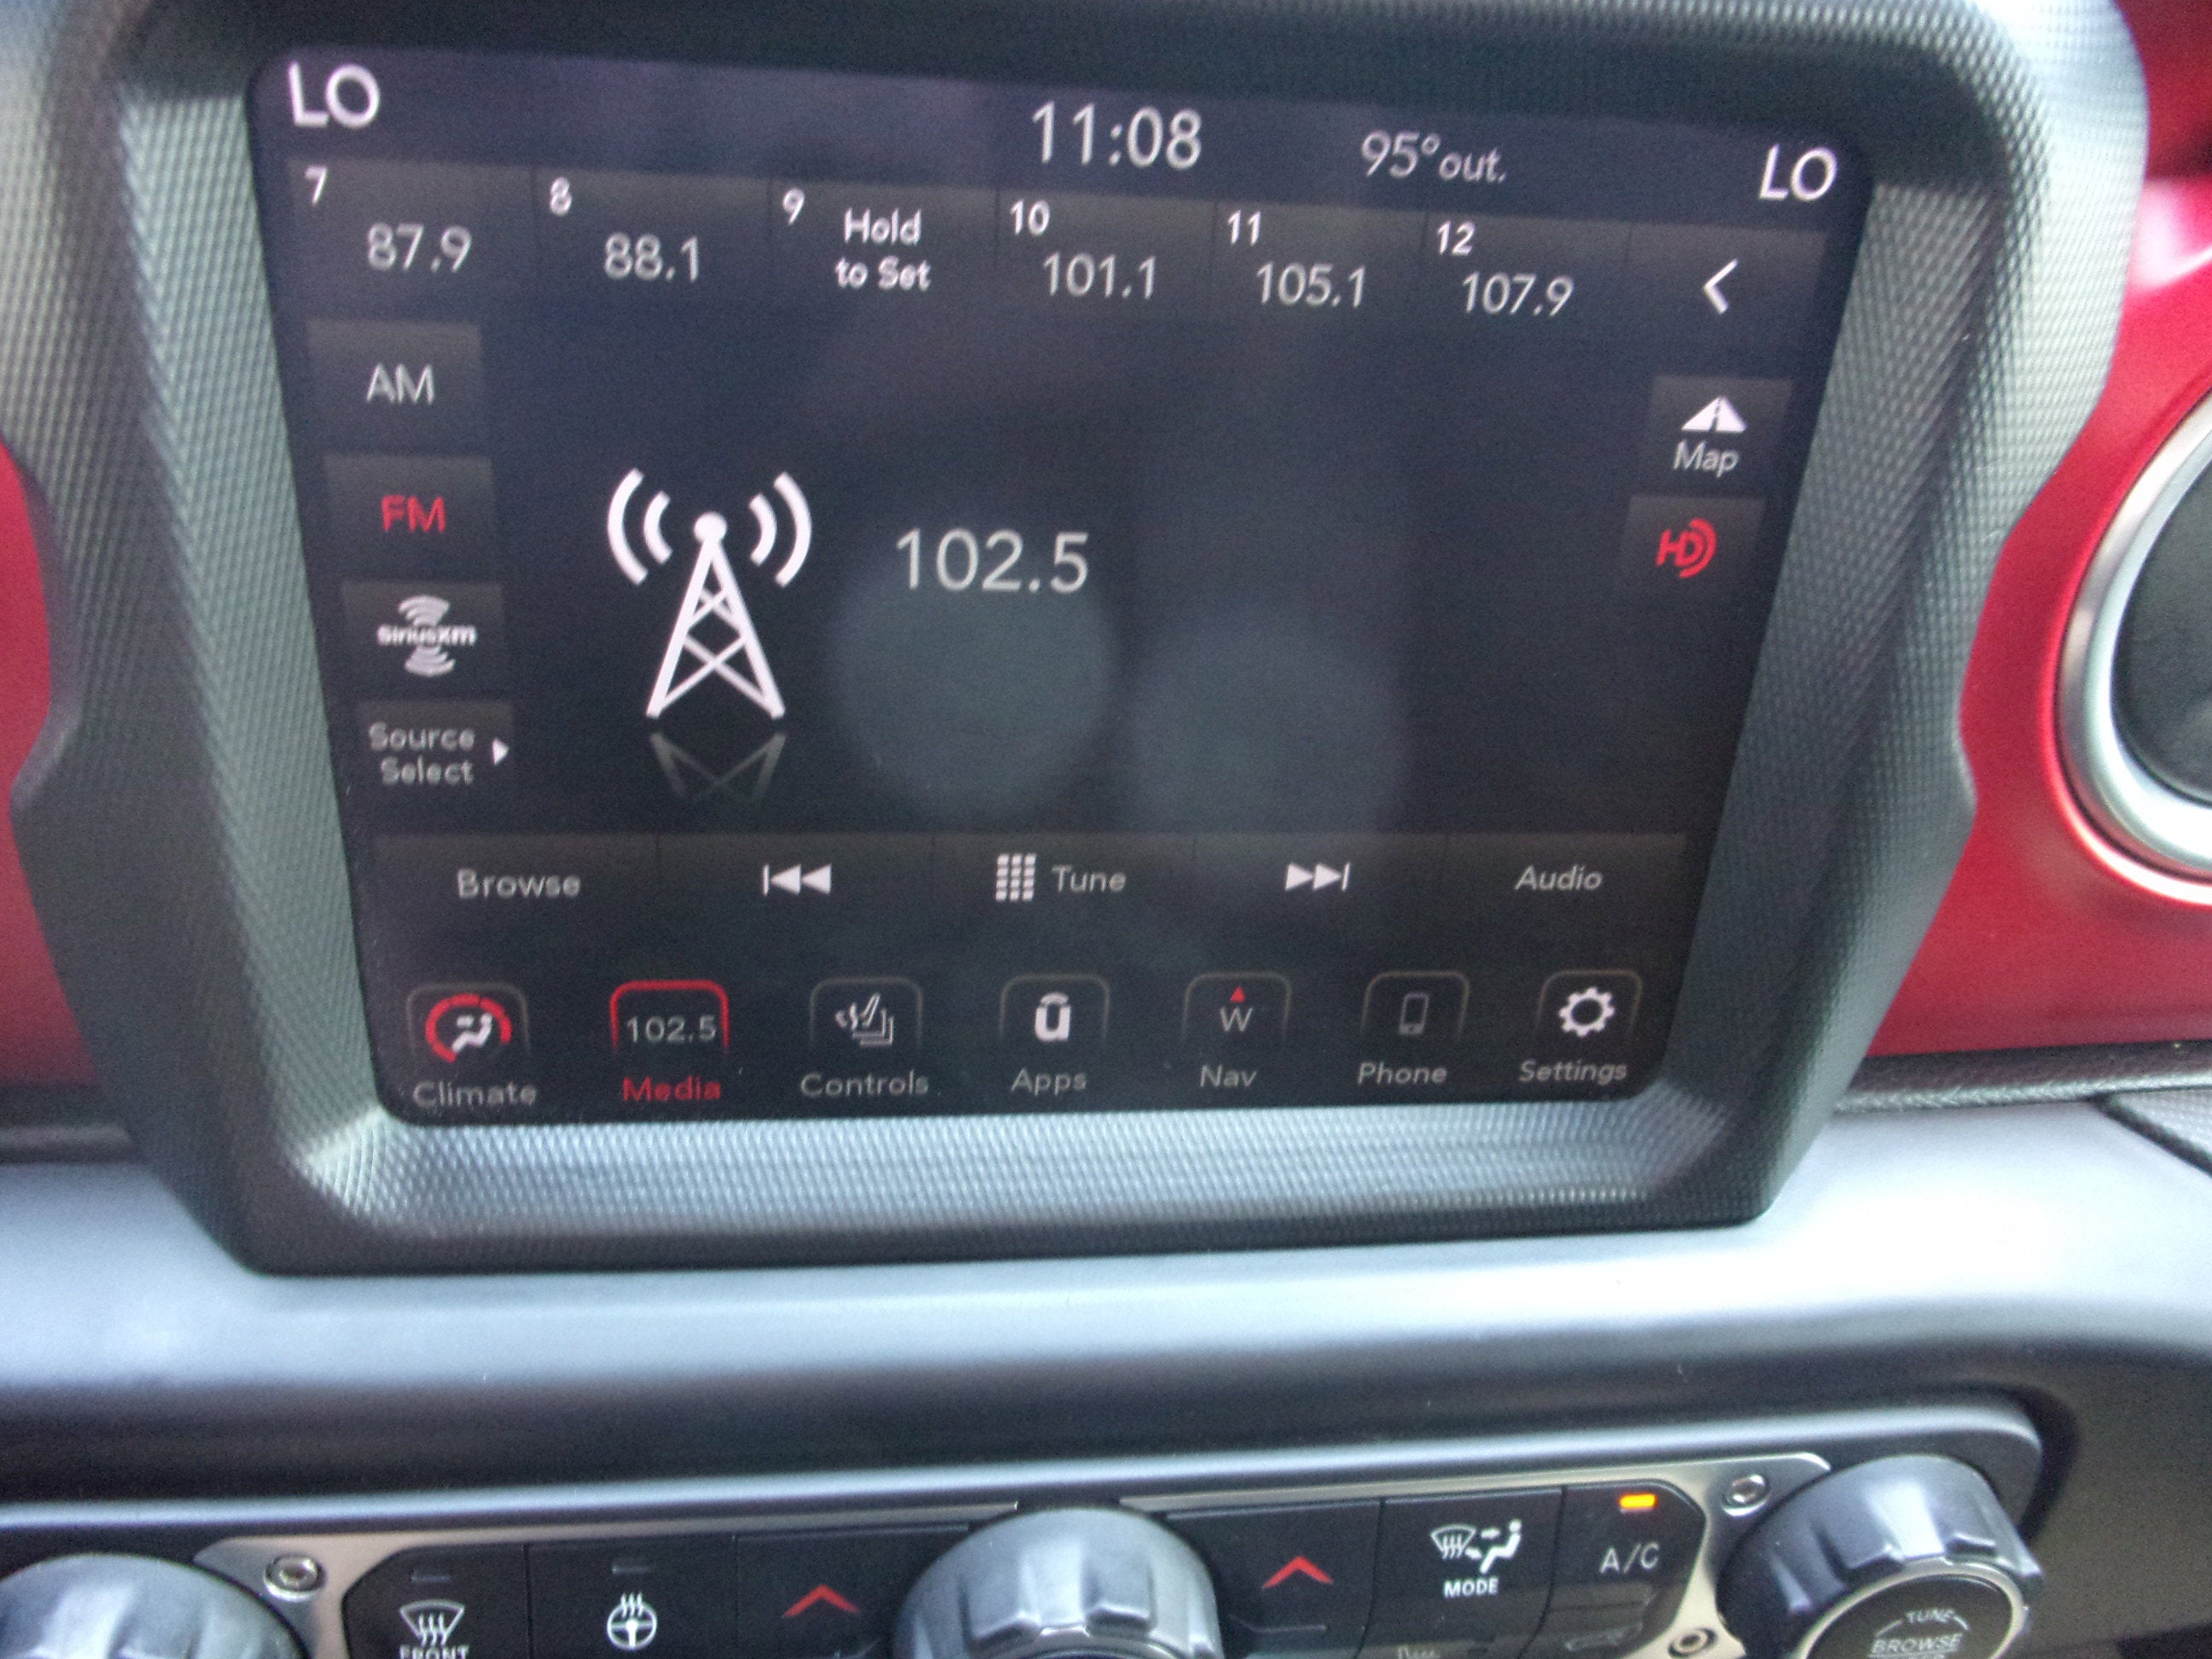 LO 11:08 95°out. LO
7 8 9 Hold 10 11 12
87.9 88.1 to Set 101.1 105.1 107.9
AM
Map
FM
HD
102.5
SiriusXm
Source
Select
Browse Tune Audio
102.5 W
Climate Media Controls Apps Nav Phone Settings
MODE A/C
FRONT
TUNE
BROWSE